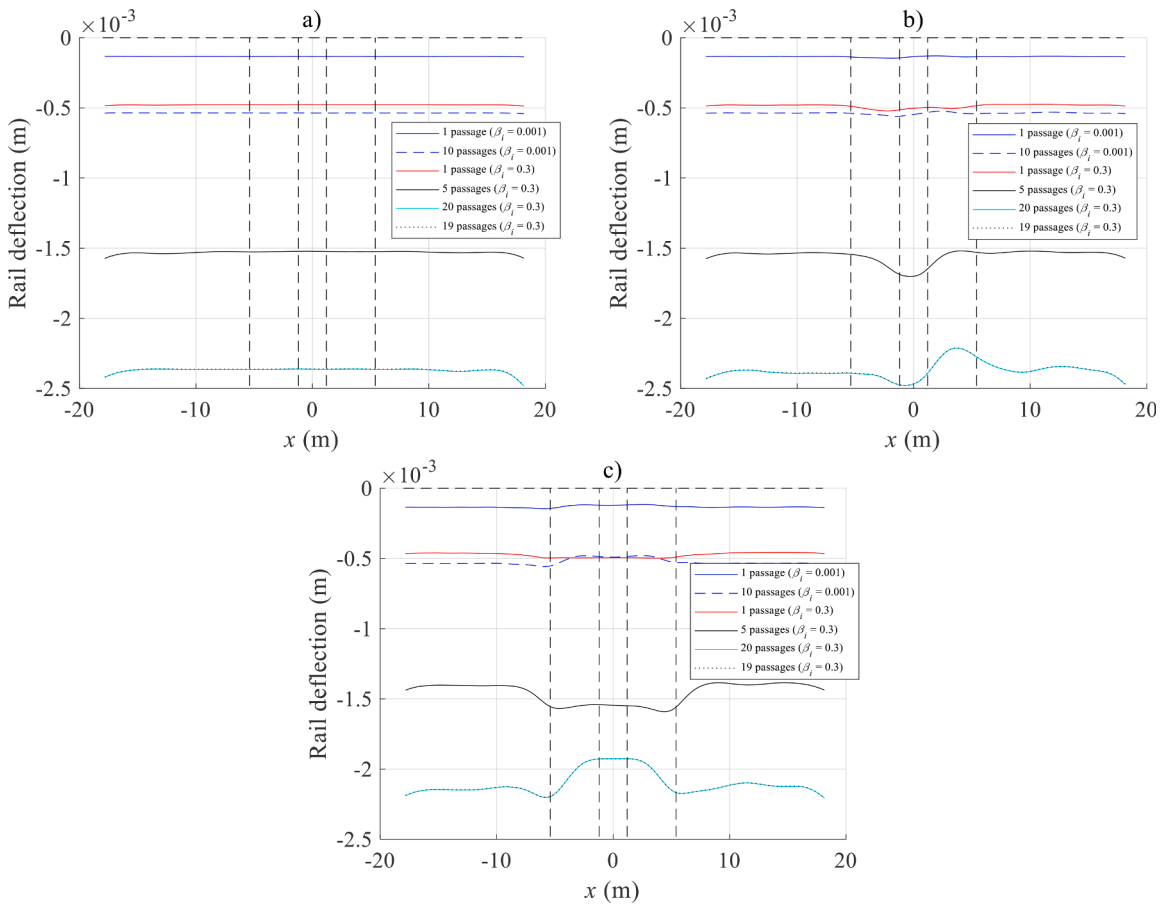 a)
×10⁻³
0
-0.5
-1
-1.5
-2
-2.5
Rail deflection (m)
-20
-10
0
10
20
x (m)
1 passage (βᵢ = 0.001)
10 passages (βᵢ = 0.001)
1 passage (βᵢ = 0.3)
5 passages (βᵢ = 0.3)
20 passages (βᵢ = 0.3)
19 passages (βᵢ = 0.3)
b)
×10⁻³
0
-0.5
-1
-1.5
-2
-2.5
Rail deflection (m)
-20
-10
0
10
20
x (m)
1 passage (βᵢ = 0.001)
10 passages (βᵢ = 0.001)
1 passage (βᵢ = 0.3)
5 passages (βᵢ = 0.3)
20 passages (βᵢ = 0.3)
19 passages (βᵢ = 0.3)
c)
×10⁻³
0
-0.5
-1
-1.5
-2
-2.5
Rail deflection (m)
-20
-10
0
10
20
x (m)
1 passage (βᵢ = 0.001)
10 passages (βᵢ = 0.001)
1 passage (βᵢ = 0.3)
5 passages (βᵢ = 0.3)
20 passages (βᵢ = 0.3)
19 passages (βᵢ = 0.3)